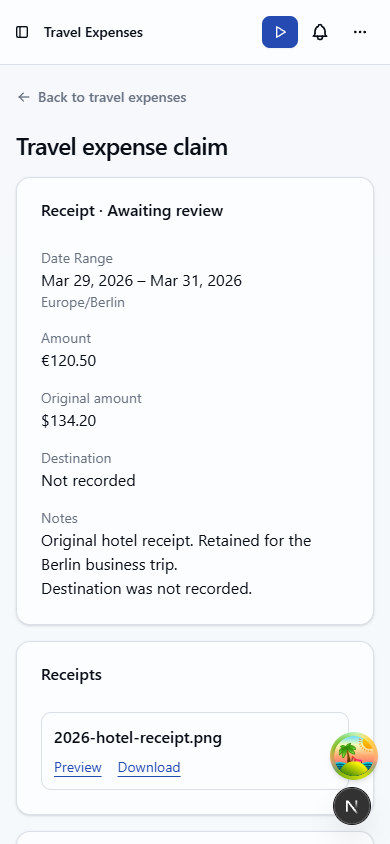 Travel Expenses
Back to travel expenses
Travel expense claim
Receipt · Awaiting review
Date Range
Mar 29, 2026 – Mar 31, 2026
Europe/Berlin
Amount
€120.50
Original amount
$134.20
Destination
Not recorded
Notes
Original hotel receipt. Retained for the
Berlin business trip.
Destination was not recorded.
Receipts
2026-hotel-receipt.png
Preview Download
N